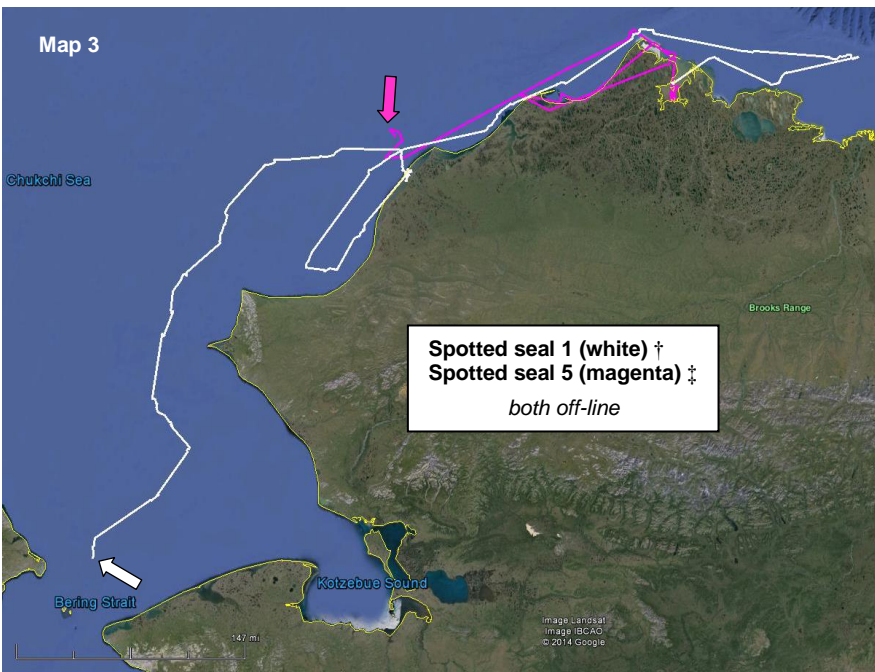 Map 3
Chukchi Sea
Brooks Range
Spotted seal 1 (white) †
Spotted seal 5 (magenta) ‡
both off-line
Kotzebue Sound
Bering Strait
147 mi
Image Landsat
Image IBCAO
© 2014 Google